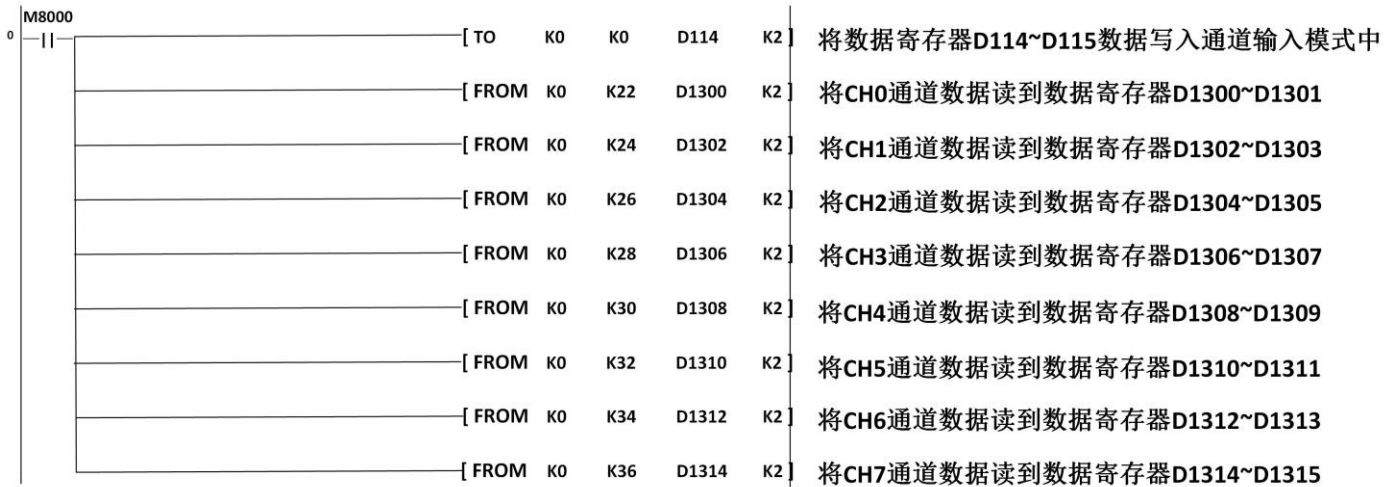 M8000
0
[ TO K0 K0 D114 K2 ] 将数据寄存器D114~D115数据写入通道输入模式中
[ FROM K0 K22 D1300 K2 ] 将CH0通道数据读到数据寄存器D1300~D1301
[ FROM K0 K24 D1302 K2 ] 将CH1通道数据读到数据寄存器D1302~D1303
[ FROM K0 K26 D1304 K2 ] 将CH2通道数据读到数据寄存器D1304~D1305
[ FROM K0 K28 D1306 K2 ] 将CH3通道数据读到数据寄存器D1306~D1307
[ FROM K0 K30 D1308 K2 ] 将CH4通道数据读到数据寄存器D1308~D1309
[ FROM K0 K32 D1310 K2 ] 将CH5通道数据读到数据寄存器D1310~D1311
[ FROM K0 K34 D1312 K2 ] 将CH6通道数据读到数据寄存器D1312~D1313
[ FROM K0 K36 D1314 K2 ] 将CH7通道数据读到数据寄存器D1314~D1315